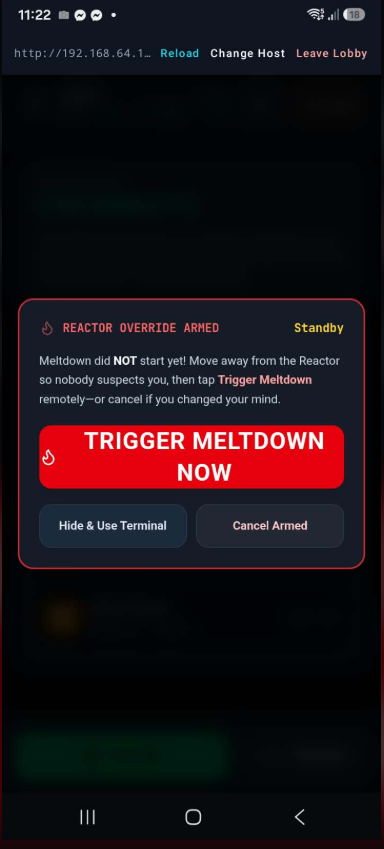 11:22
18
http://192.168.64.1… Reload Change Host Leave Lobby
REACTOR OVERRIDE ARMED Standby
Meltdown did NOT start yet! Move away from the Reactor
so nobody suspects you, then tap Trigger Meltdown
remotely—or cancel if you changed your mind.
TRIGGER MELTDOWN
NOW
Hide & Use Terminal Cancel Armed